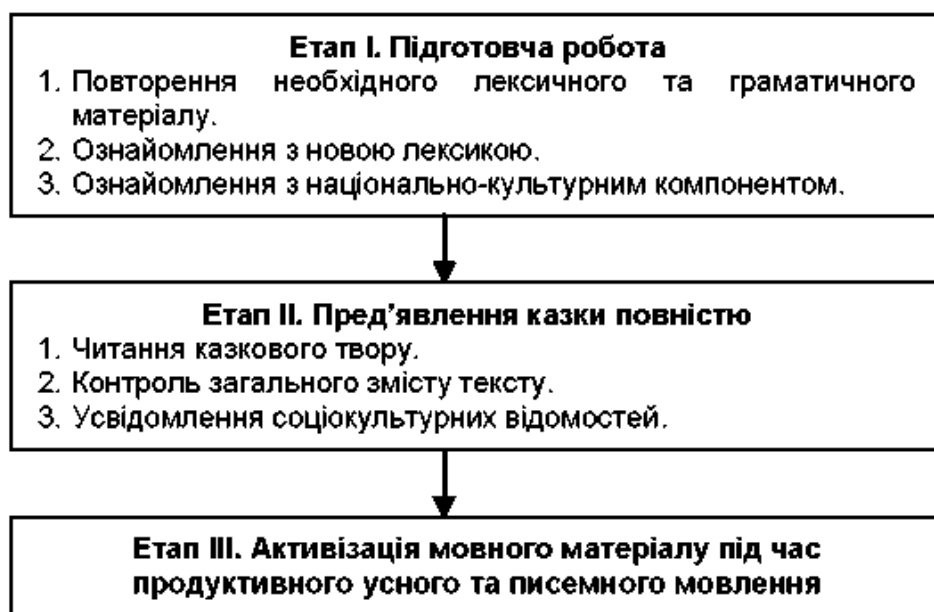 Етап І. Підготовча робота
1. Повторення необхідного лексичного та граматичного
матеріалу.
2. Ознайомлення з новою лексикою.
3. Ознайомлення з національно-культурним компонентом.
Етап ІІ. Пред’явлення казки повністю
1. Читання казкового твору.
2. Контроль загального змісту тексту.
3. Усвідомлення соціокультурних відомостей.
Етап ІІІ. Активізація мовного матеріалу під час
продуктивного усного та писемного мовлення